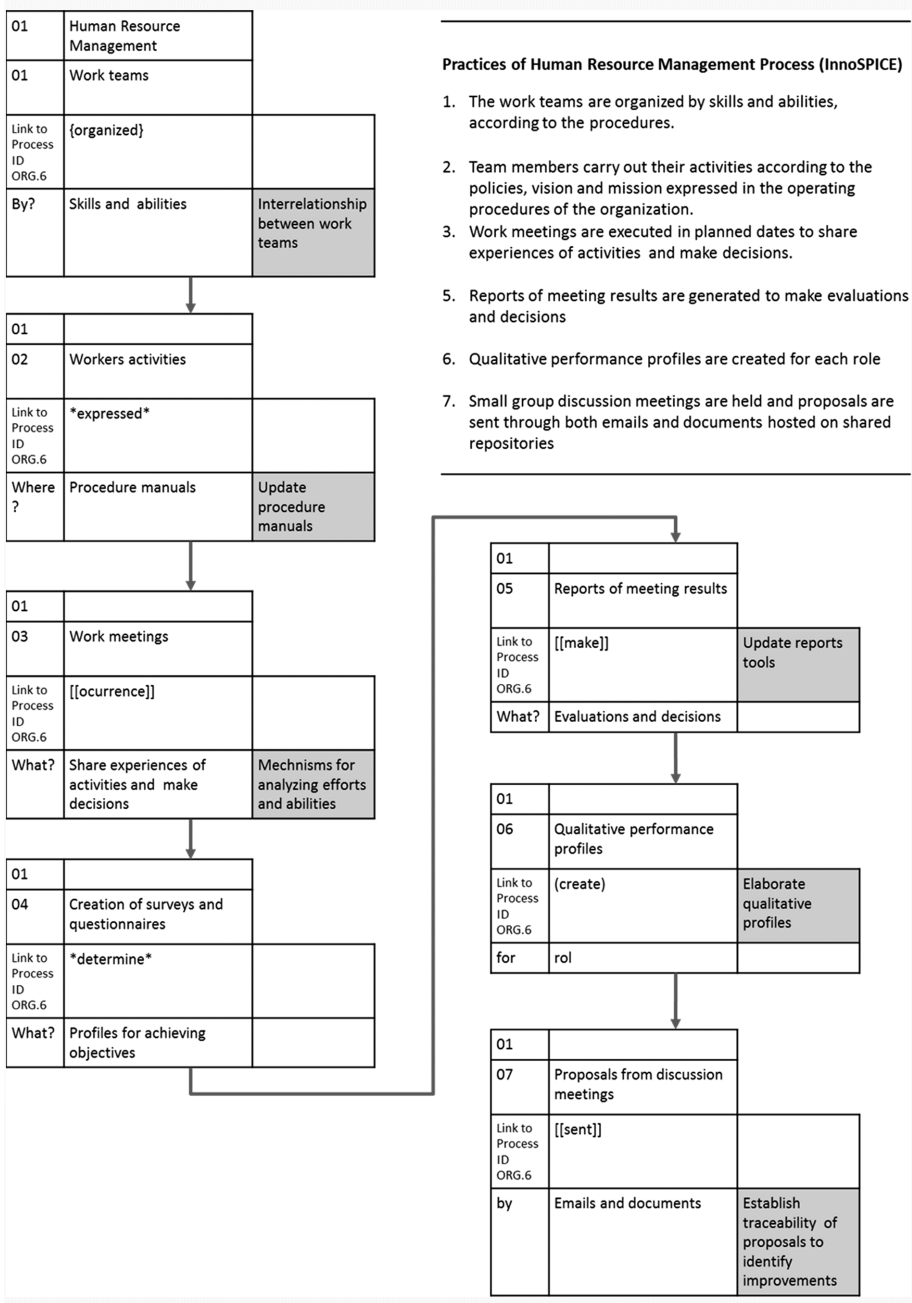 01 Human Resource
Management
01 Work teams
Link to
Process
ID
ORG.6
{organized}
By? Skills and abilities
Interrelationship
between work
teams
01
02 Workers activities
Link to
Process
ID
ORG.6
*expressed*
Where
?
Procedure manuals
Update
procedure
manuals
01
03 Work meetings
Link to
Process
ID
ORG.6
[[ocurrence]]
What? Share experiences of
activities and make
decisions
Mechnisms for
analyzing efforts
and abilities
01
04 Creation of surveys and
questionnaires
Link to
Process
ID
ORG.6
*determine*
What? Profiles for achieving
objectives
Practices of Human Resource Management Process (InnoSPICE)
1. The work teams are organized by skills and abilities,
according to the procedures.
2. Team members carry out their activities according to the
policies, vision and mission expressed in the operating
procedures of the organization.
3. Work meetings are executed in planned dates to share
experiences of activities and make decisions.
5. Reports of meeting results are generated to make evaluations
and decisions
6. Qualitative performance profiles are created for each role
7. Small group discussion meetings are held and proposals are
sent through both emails and documents hosted on shared
repositories
01
05 Reports of meeting results
Link to
Process
ID
ORG.6
[[make]]
Update reports
tools
What? Evaluations and decisions
01
06 Qualitative performance
profiles
Link to
Process
ID
ORG.6
(create)
Elaborate
qualitative
profiles
for rol
01
07 Proposals from discussion
meetings
Link to
Process
ID
ORG.6
[[sent]]
by Emails and documents
Establish
traceability of
proposals to
identify
improvements